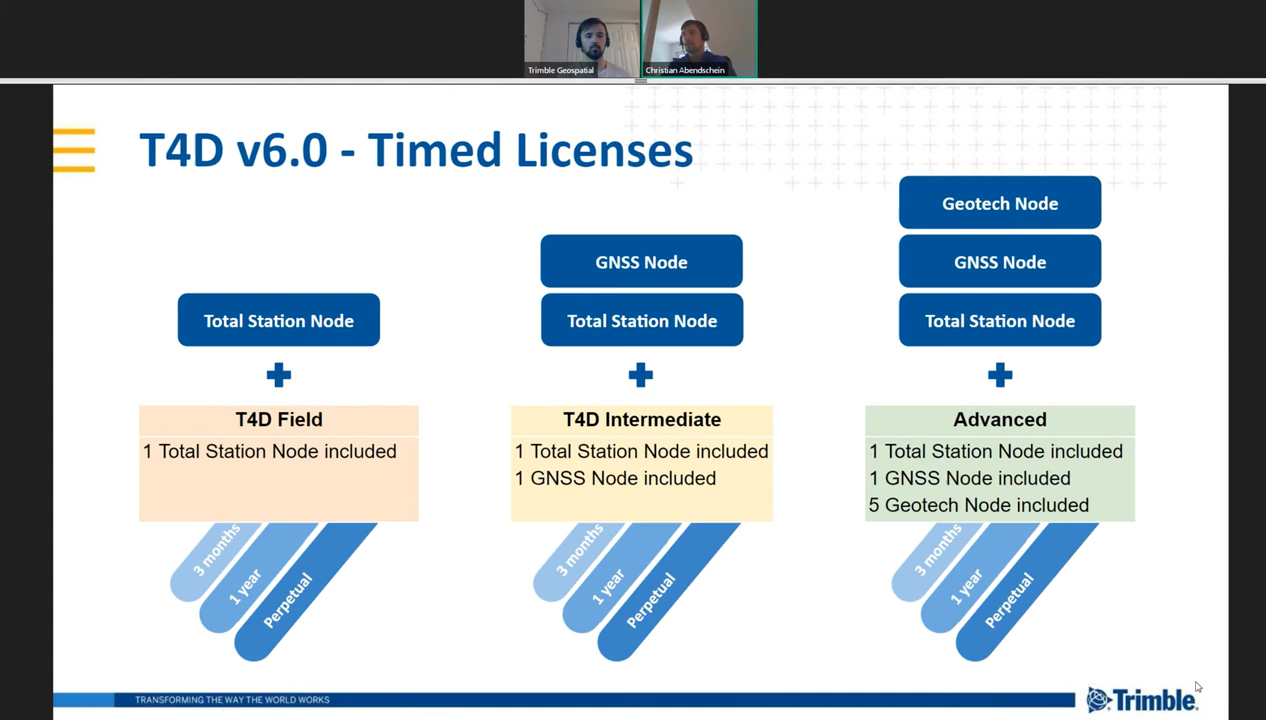 Trimble Geospatial
Christian Abendschein
T4D v6.0 - Timed Licenses
Total Station Node
GNSS Node
Total Station Node
Geotech Node
GNSS Node
Total Station Node
T4D Field
1 Total Station Node included
3 months
1 year
Perpetual
T4D Intermediate
1 Total Station Node included
1 GNSS Node included
3 months
1 year
Perpetual
Advanced
1 Total Station Node included
1 GNSS Node included
5 Geotech Node included
3 months
1 year
Perpetual
TRANSFORMING THE WAY THE WORLD WORKS
Trimble